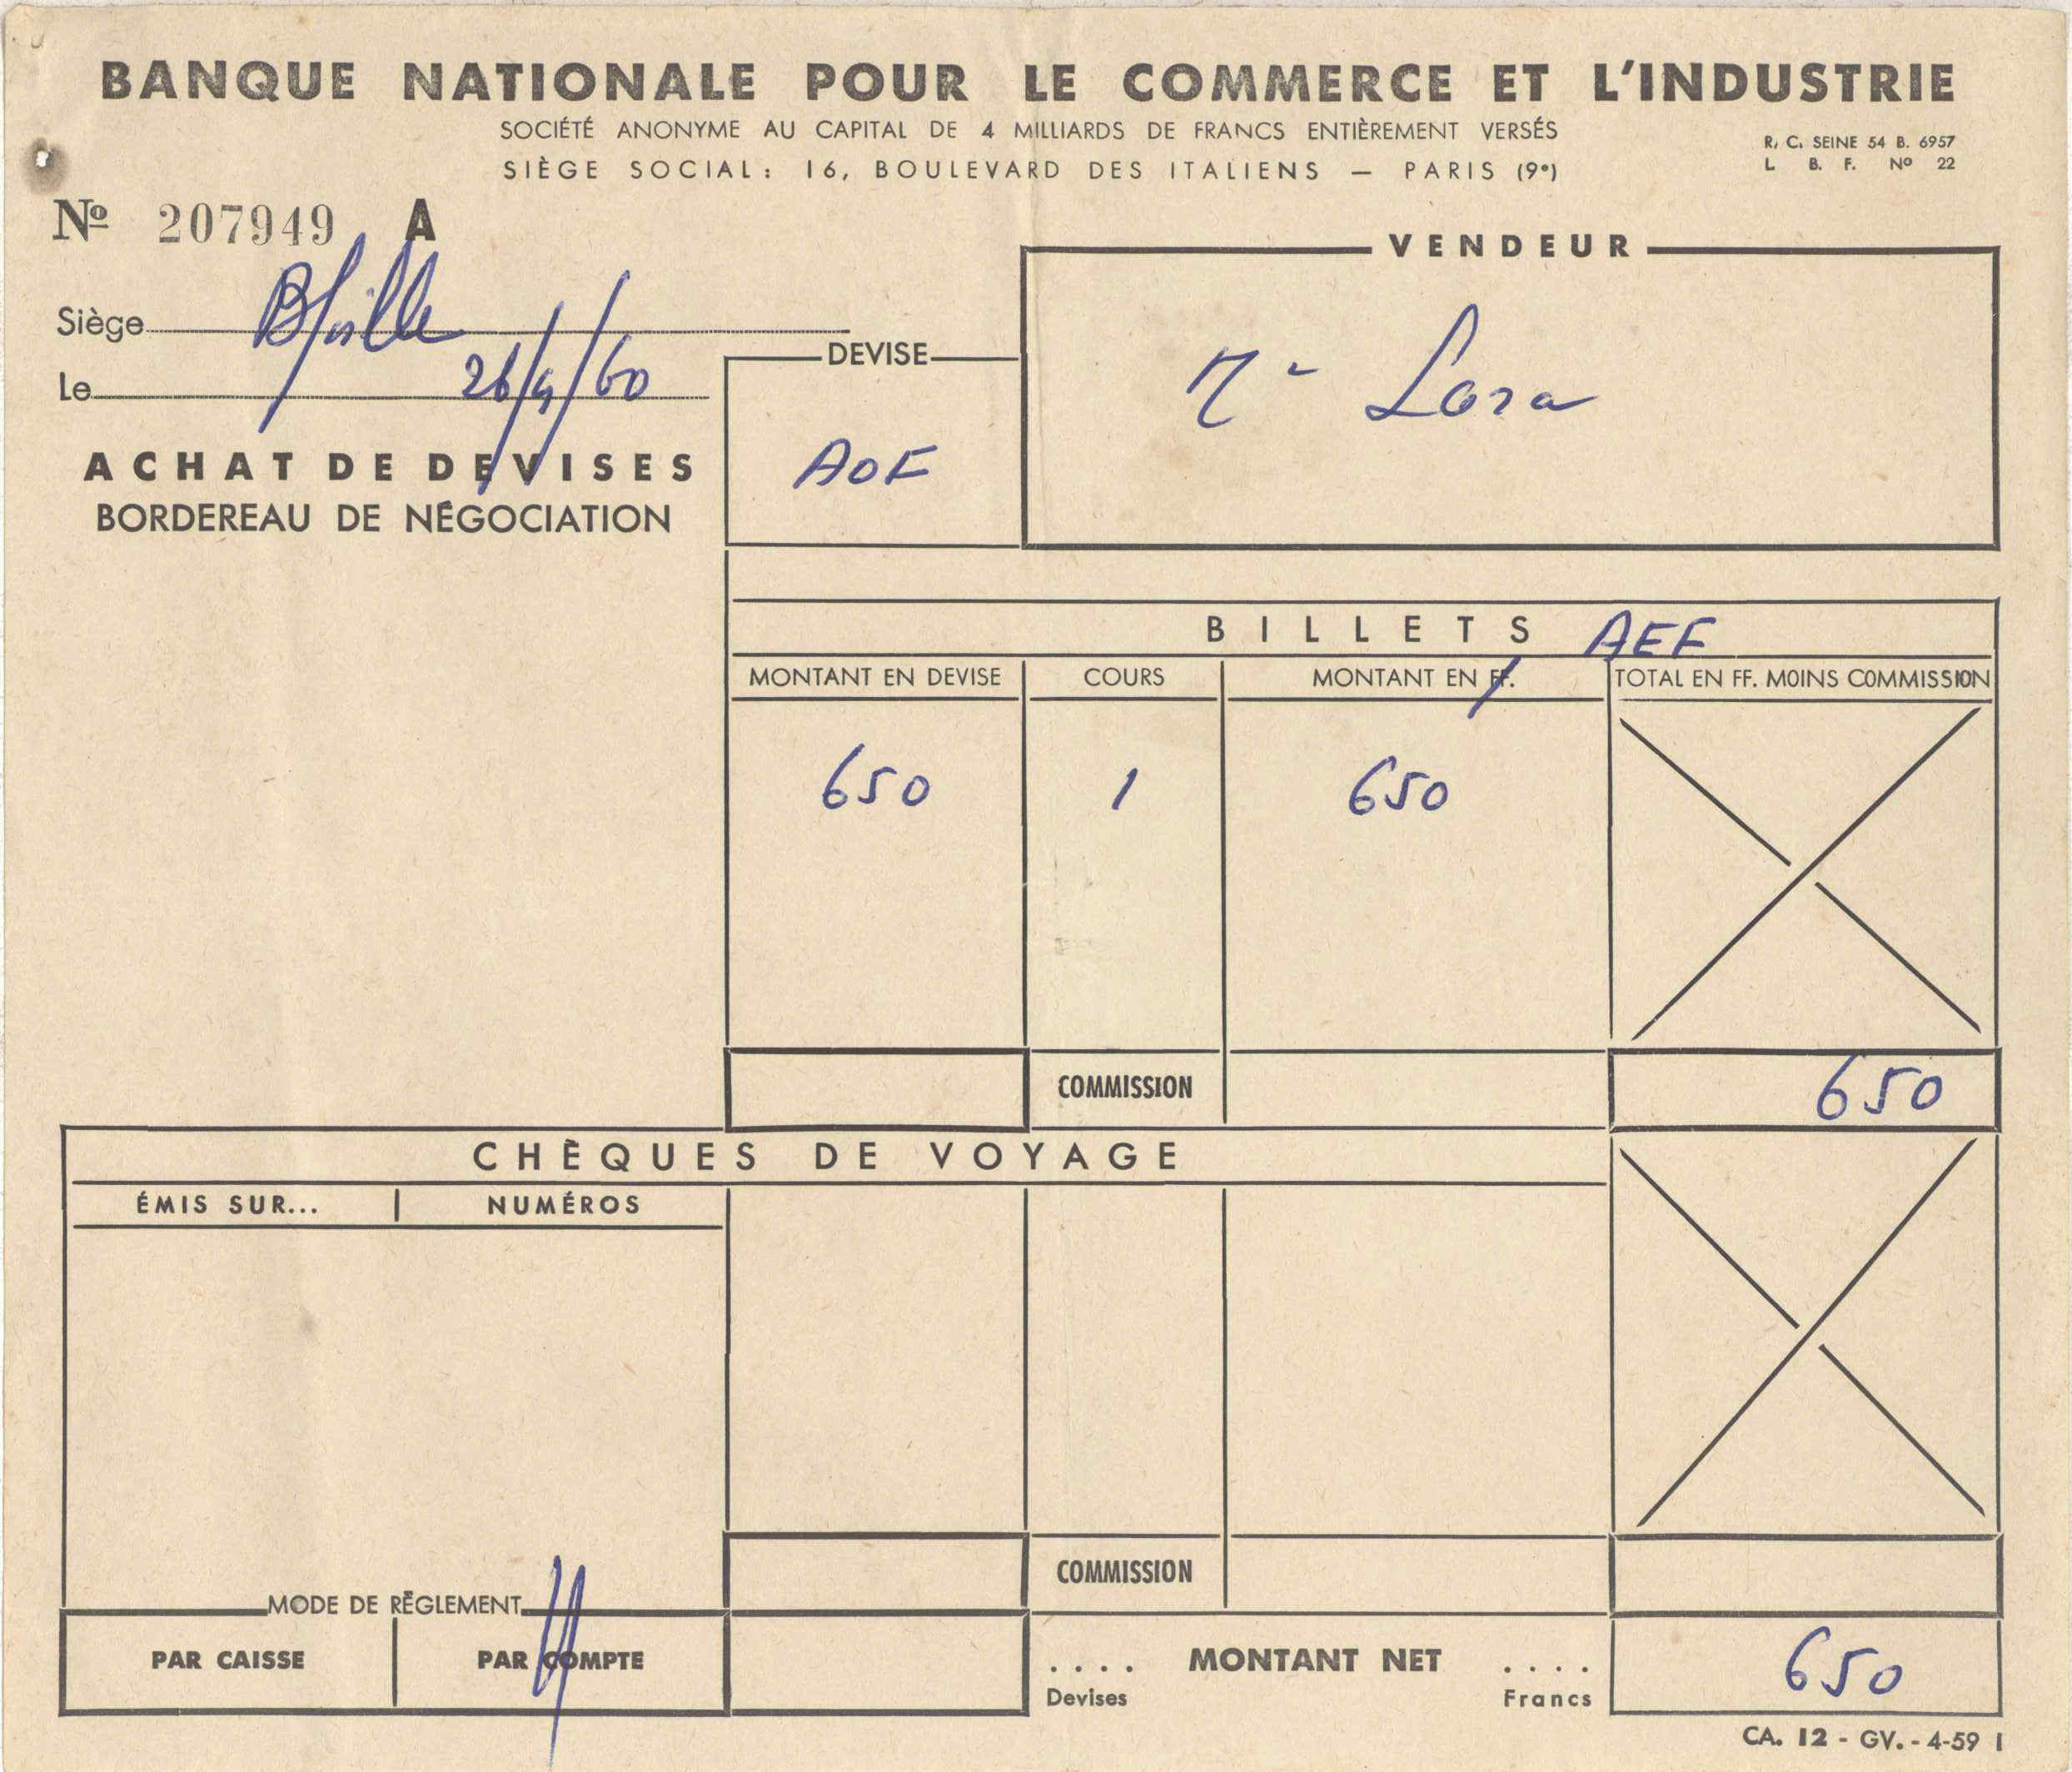 BANQUE NATIONALE POUR LE COMMERCE ET L'INDUSTRIE
SOCIÉTÉ ANONYME AU CAPITAL DE 4 MILLIARDS DE FRANCS ENTIÈREMENT VERSÉS
SIÈGE SOCIAL: 16, BOULEVARD DES ITALIENS — PARIS (9e)
R. C. SEINE 54 B. 6957
L. B. F. No 22
No 207949 A
Siège
Le 26/4/60
ACHAT DE DEVISES
BORDEREAU DE NÉGOCIATION
DEVISE
AOF
VENDEUR
Lora
BILLETS AEF
MONTANT EN DEVISE COURS MONTANT EN FF. TOTAL EN FF. MOINS COMMISSION
650 1 650
COMMISSION 650
CHÈQUES DE VOYAGE
ÉMIS SUR... NUMÉROS
COMMISSION
MODE DE RÈGLEMENT
PAR CAISSE PAR COMPTE
.... MONTANT NET .... 650
Devises Francs
CA. 12 - GV. - 4-59 I